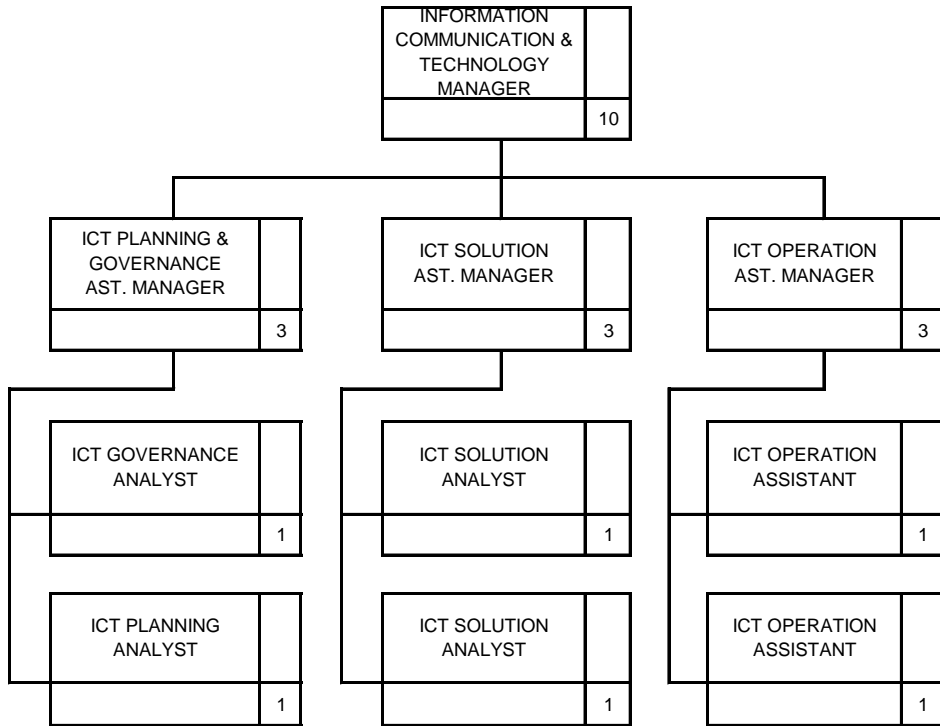 INFORMATION
COMMUNICATION &
TECHNOLOGY
MANAGER
10
ICT PLANNING &
GOVERNANCE
AST. MANAGER
3
ICT SOLUTION
AST. MANAGER
3
ICT OPERATION
AST. MANAGER
3
ICT GOVERNANCE
ANALYST
1
ICT SOLUTION
ANALYST
1
ICT OPERATION
ASSISTANT
1
ICT PLANNING
ANALYST
1
ICT SOLUTION
ANALYST
1
ICT OPERATION
ASSISTANT
1